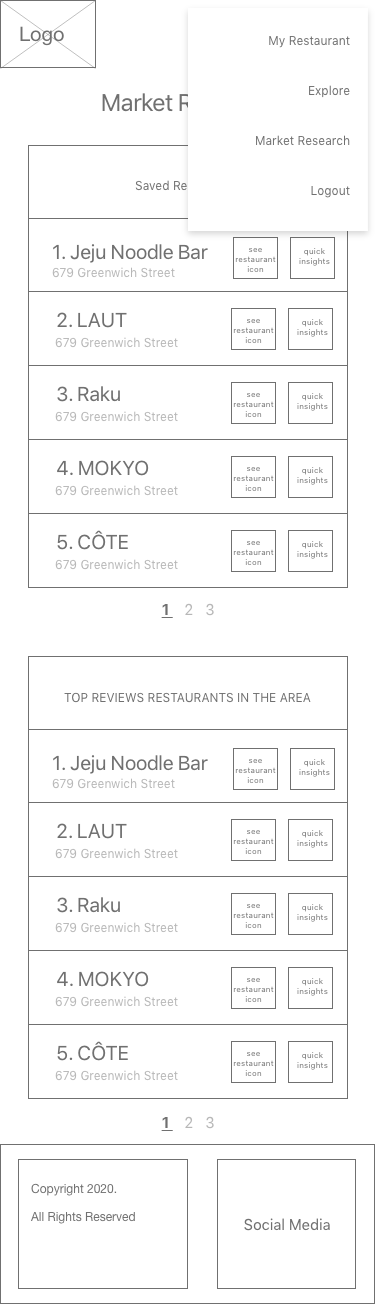 Logo
My Restaurant
Explore
Market Research
Logout
Market R
Saved Re
1. Jeju Noodle Bar
679 Greenwich Street
see
restaurant
icon
quick
insights
2. LAUT
679 Greenwich Street
see
restaurant
icon
quick
insights
3. Raku
679 Greenwich Street
see
restaurant
icon
quick
insights
4. MOKYO
679 Greenwich Street
see
restaurant
icon
quick
insights
5. CÔTE
679 Greenwich Street
see
restaurant
icon
quick
insights
1 2 3
TOP REVIEWS RESTAURANTS IN THE AREA
1. Jeju Noodle Bar
679 Greenwich Street
see
restaurant
icon
quick
insights
2. LAUT
679 Greenwich Street
see
restaurant
icon
quick
insights
3. Raku
679 Greenwich Street
see
restaurant
icon
quick
insights
4. MOKYO
679 Greenwich Street
see
restaurant
icon
quick
insights
5. CÔTE
679 Greenwich Street
see
restaurant
icon
quick
insights
1 2 3
Copyright 2020.
All Rights Reserved
Social Media